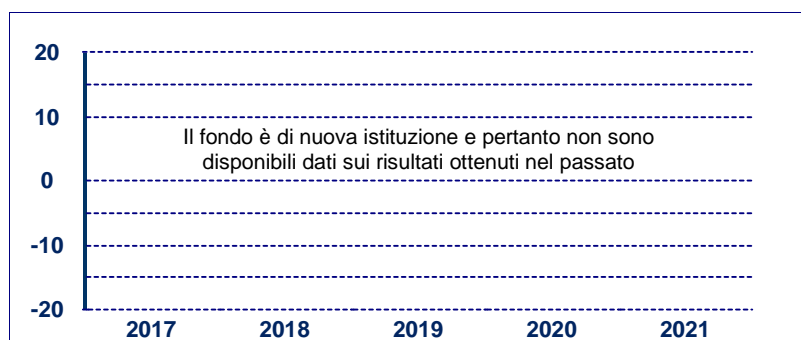 20
10
Il fondo è di nuova istituzione e pertanto non sono
disponibili dati sui risultati ottenuti nel passato
0
-10
-20
2017 2018 2019 2020 2021